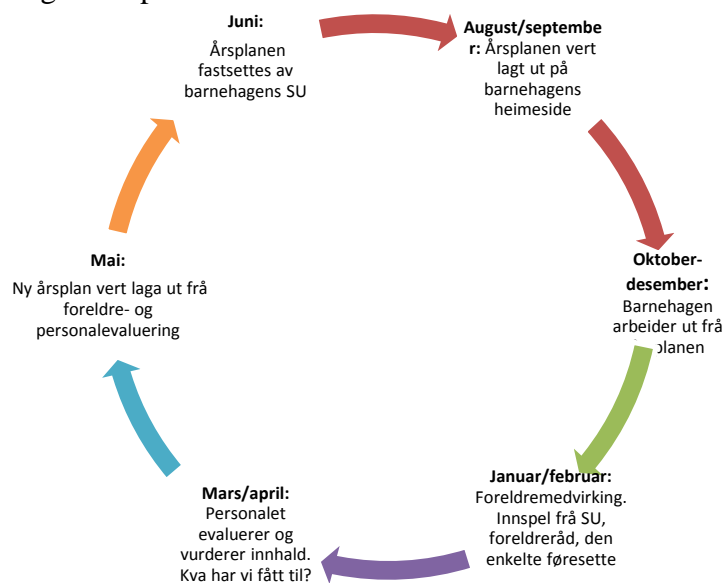 Juni:
Årsplanen
fastsettes av
barnehagens SU
August/septembe
r: Årsplanen vert
lagt ut på
barnehagens
heimeside
Oktober-
desember:
Barnehagen
arbeider ut frå
planen
Januar/februar:
Foreldremedvirking.
Innspel frå SU,
foreldreråd, den
enkelte føresette
Mars/april:
Personalet
evaluerer og
vurderer innhald.
Kva har vi fått til?
Mai:
Ny årsplan vert laga ut frå
foreldre- og
personalevaluering